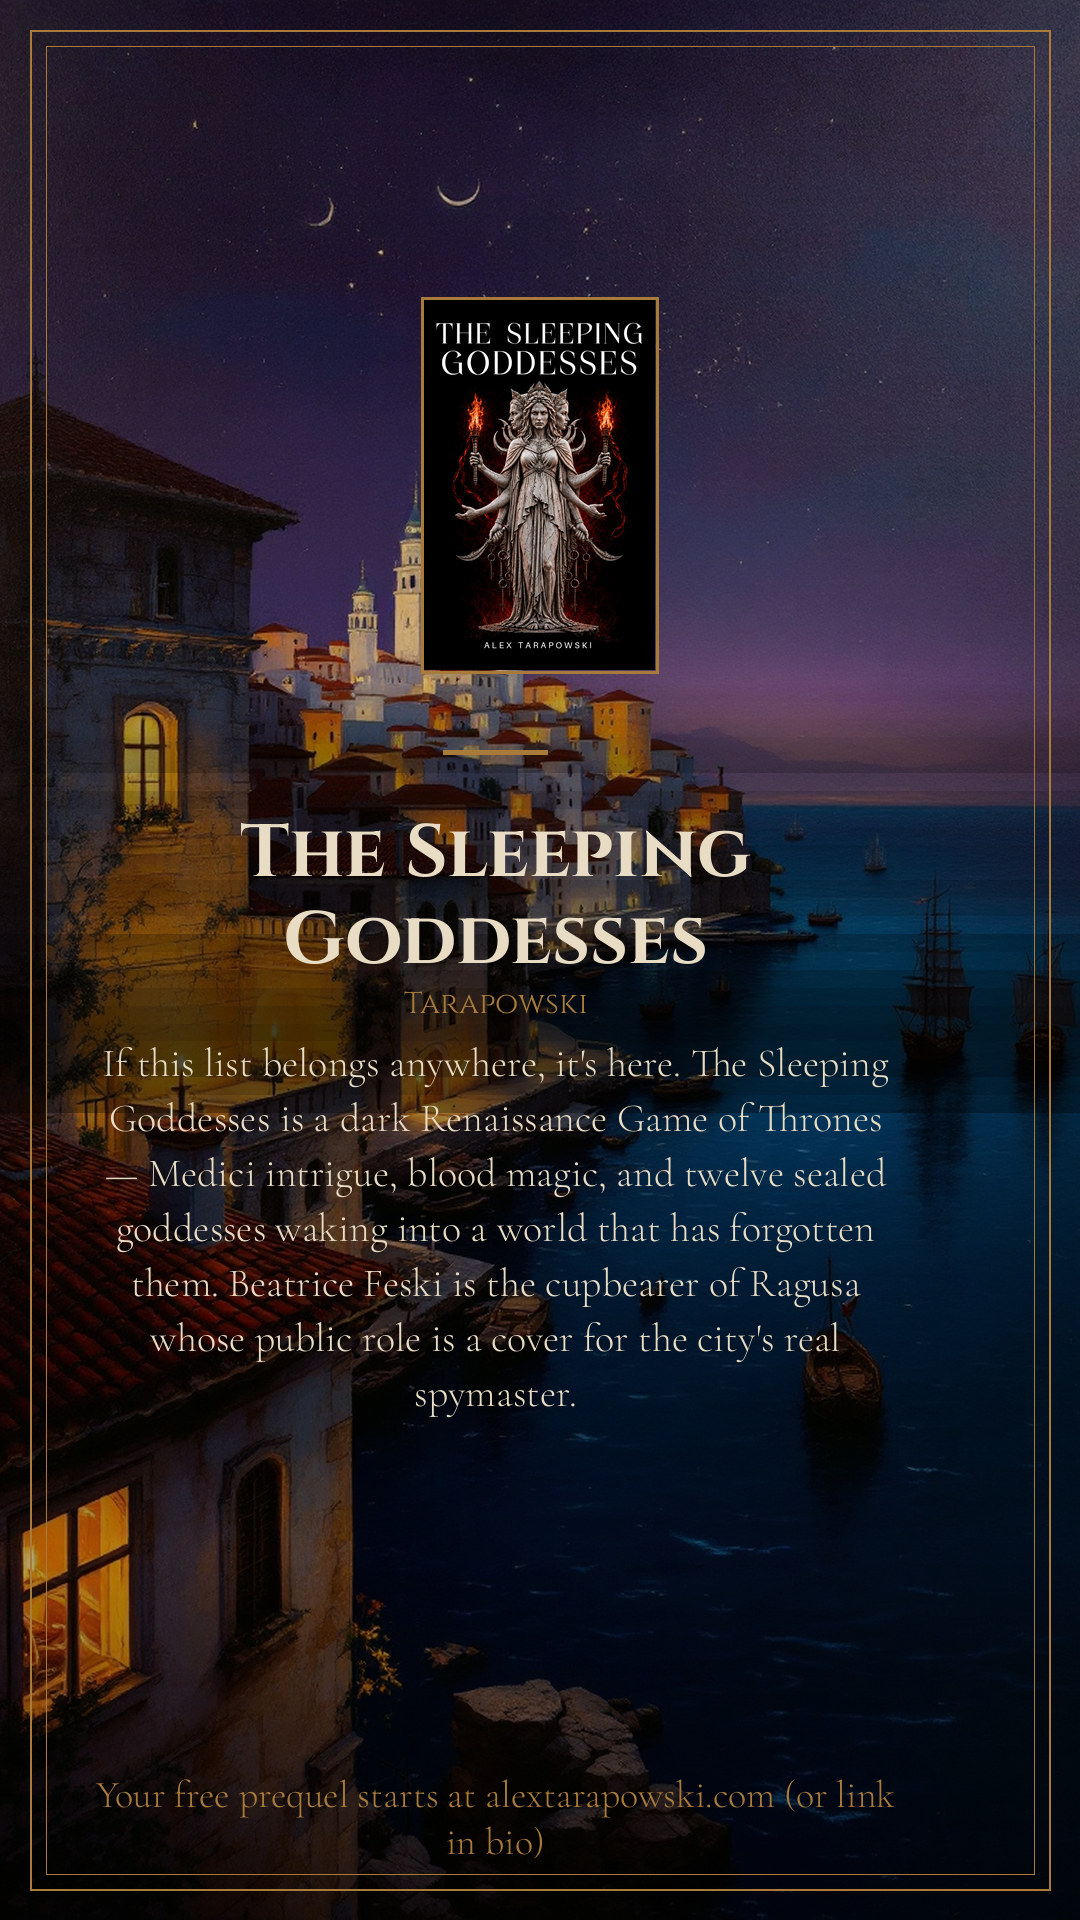 THE SLEEPING
GODDESSES
ALEX TARAPOWSKI
The Sleeping
Goddesses
Tarapowski
If this list belongs anywhere, it's here. The Sleeping
Goddesses is a dark Renaissance Game of Thrones
— Medici intrigue, blood magic, and twelve sealed
goddesses waking into a world that has forgotten
them. Beatrice Feski is the cupbearer of Ragusa
whose public role is a cover for the city's real
spymaster.
Your free prequel starts at alextarapowski.com (or link
in bio)